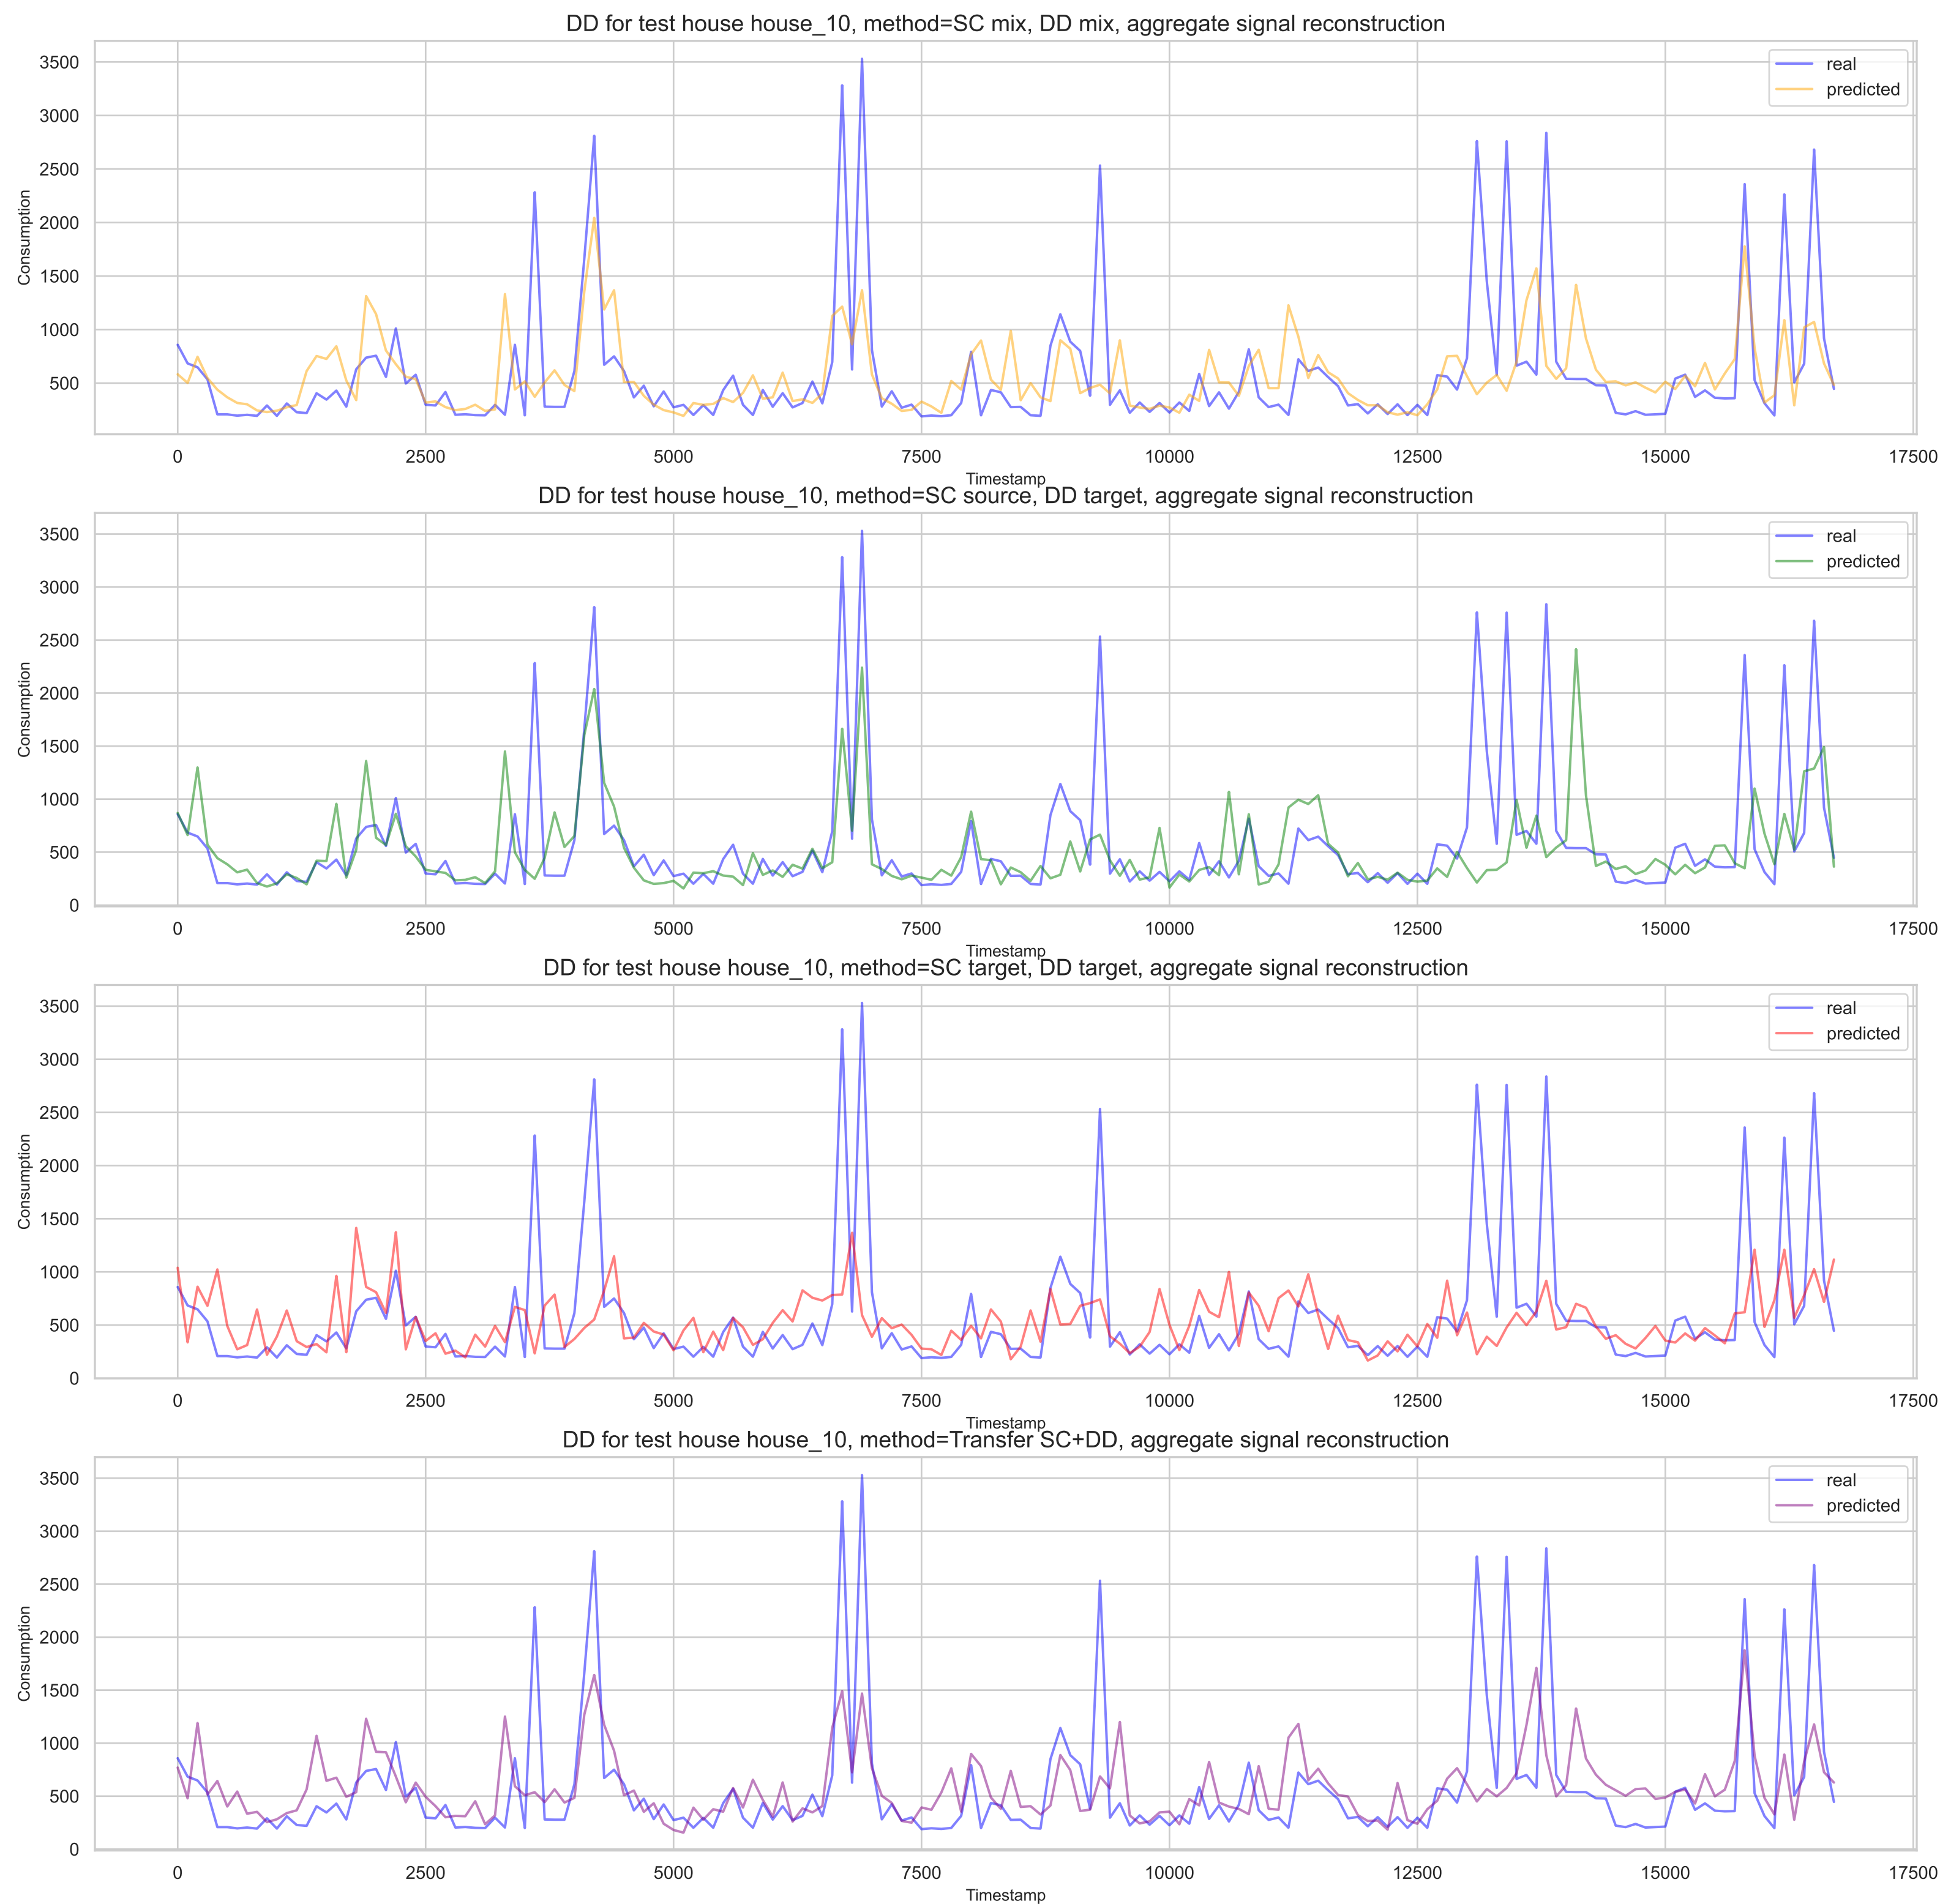 DD for test house house_10, method=SC mix, DD mix, aggregate signal reconstruction
3500
3000
2500
2000
1500
1000
500
Consumption
real
predicted
0 2500 5000 7500 10000 12500 15000 17500
Timestamp
DD for test house house_10, method=SC source, DD target, aggregate signal reconstruction
3500
3000
2500
2000
1500
1000
500
0
Consumption
real
predicted
0 2500 5000 7500 10000 12500 15000 17500
Timestamp
DD for test house house_10, method=SC target, DD target, aggregate signal reconstruction
3500
3000
2500
2000
1500
1000
500
0
Consumption
real
predicted
0 2500 5000 7500 10000 12500 15000 17500
Timestamp
DD for test house house_10, method=Transfer SC+DD, aggregate signal reconstruction
3500
3000
2500
2000
1500
1000
500
0
Consumption
real
predicted
0 2500 5000 7500 10000 12500 15000 17500
Timestamp